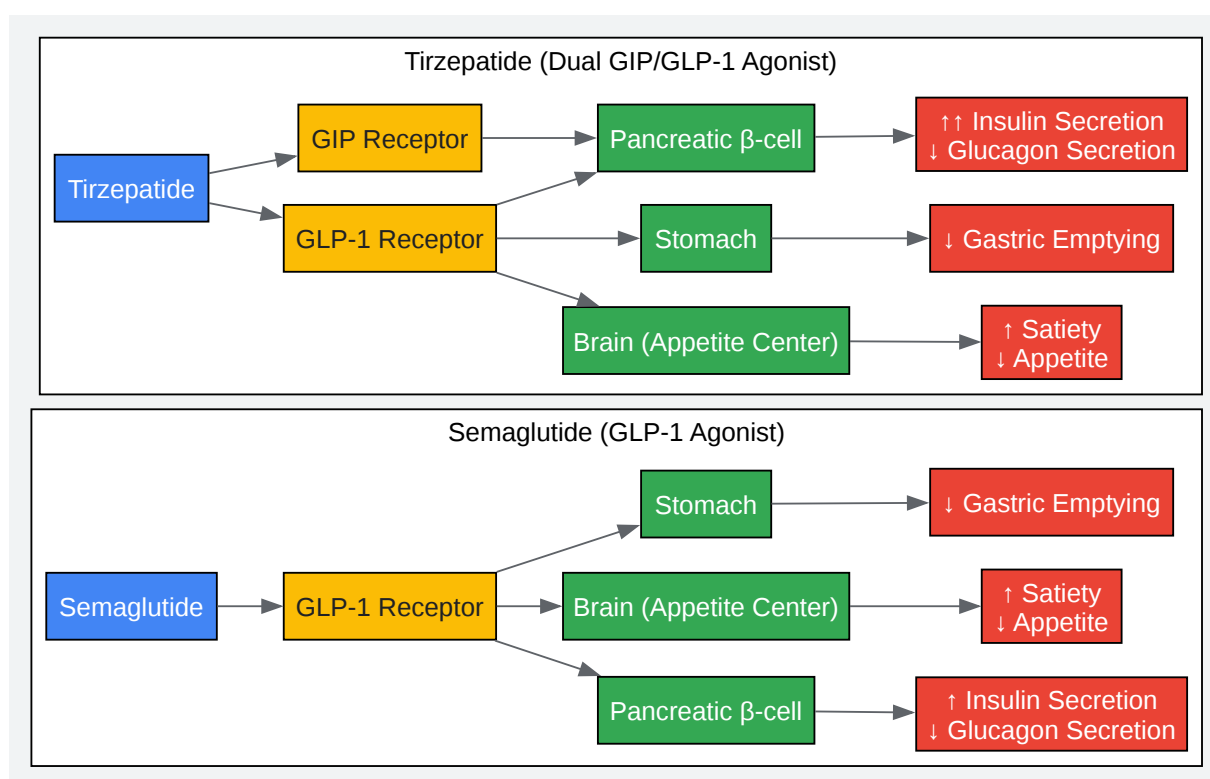 Tirzepatide (Dual GIP/GLP-1 Agonist)
GIP Receptor
Pancreatic β-cell
↑↑ Insulin Secretion
↓ Glucagon Secretion
Tirzepatide
GLP-1 Receptor
Stomach
↓ Gastric Emptying
Brain (Appetite Center)
↑ Satiety
↓ Appetite
Semaglutide (GLP-1 Agonist)
Stomach
↓ Gastric Emptying
Semaglutide
GLP-1 Receptor
Brain (Appetite Center)
↑ Satiety
↓ Appetite
Pancreatic β-cell
↑ Insulin Secretion
↓ Glucagon Secretion